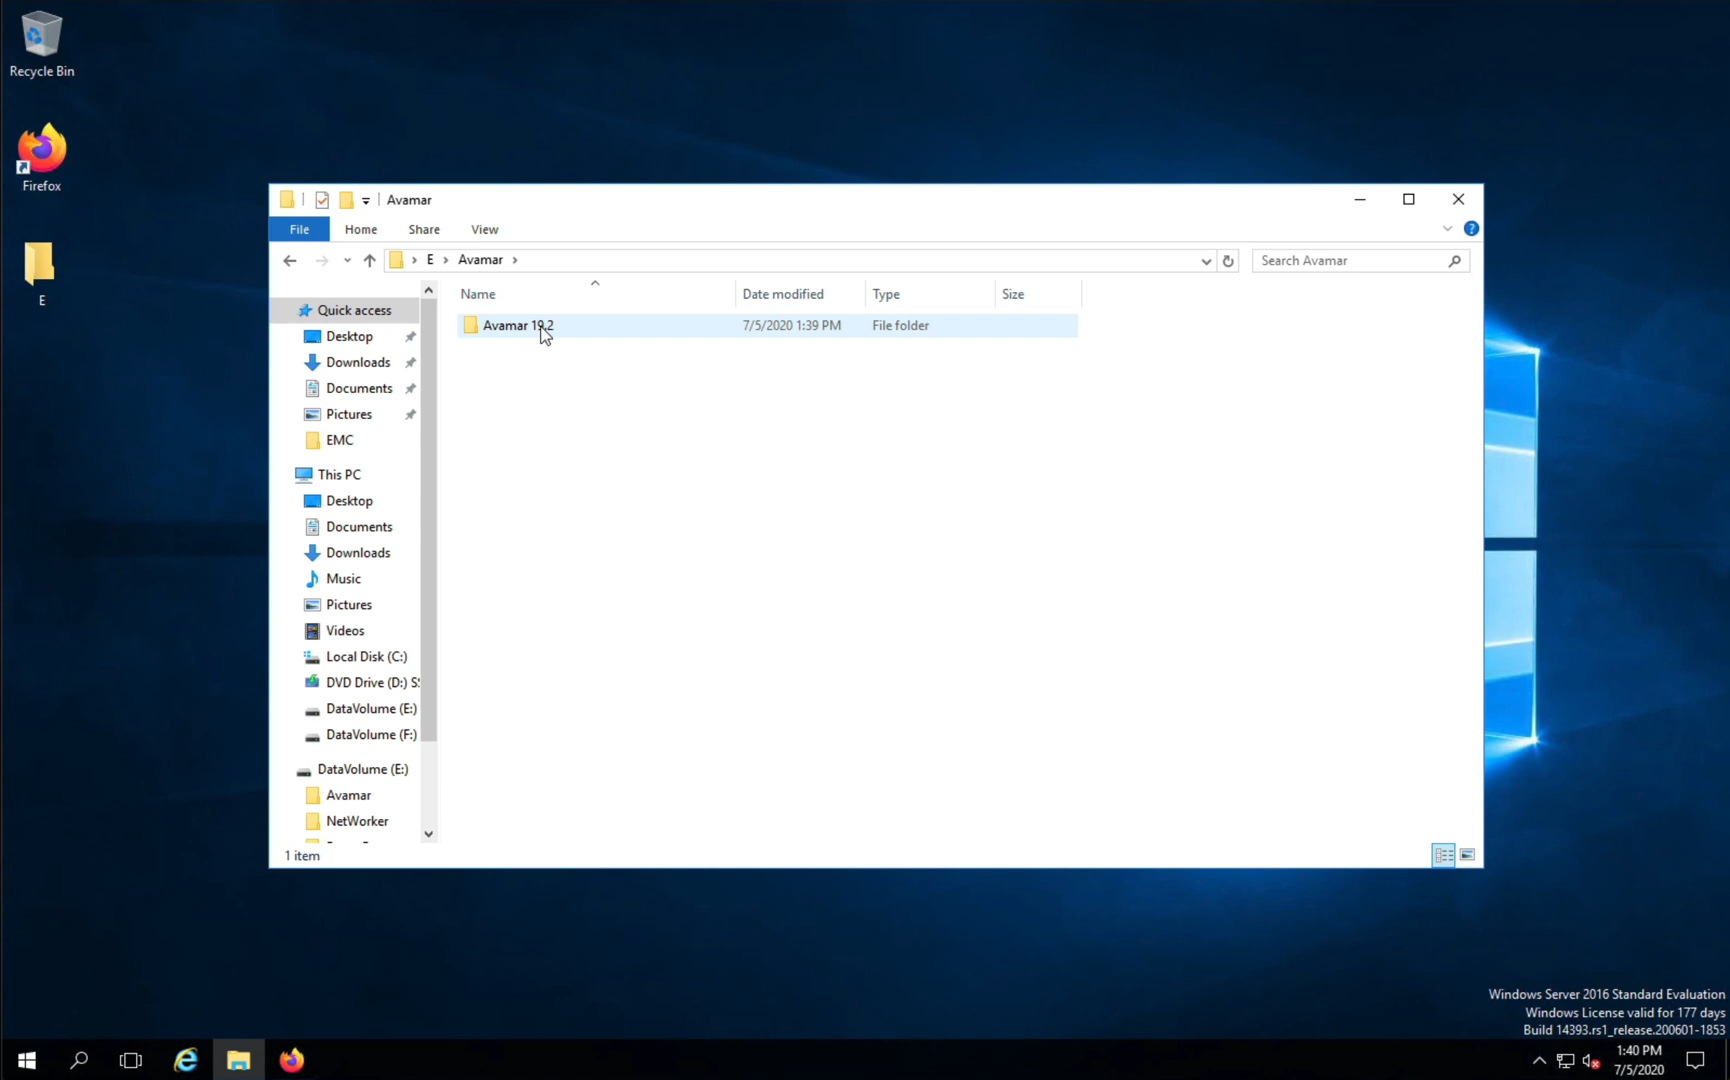 Recycle Bin
Firefox
E
Avamar
File Home Share View
E Avamar
Search Avamar
Name Date modified Type Size
Avamar 19.2 7/5/2020 1:39 PM File folder
Quick access
Desktop
Downloads
Documents
Pictures
EMC
This PC
Desktop
Documents
Downloads
Music
Pictures
Videos
Local Disk (C:)
DVD Drive (D:) S
DataVolume (E:)
DataVolume (F:)
DataVolume (E:)
Avamar
NetWorker
1 item
Windows Server 2016 Standard Evaluation
Windows License valid for 177 days
Build 14393.rs1_release.200601-1853
1:40 PM
7/5/2020